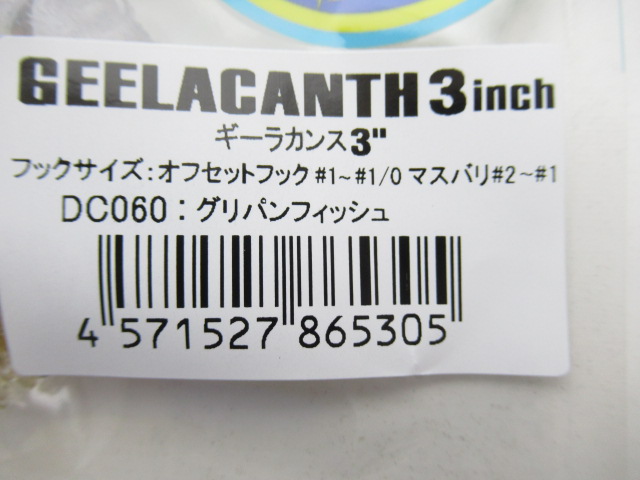 GEELACANTH 3inch
ギーラカンス3"
フックサイズ:オフセットフック #1~#1/0 マスバリ#2~#1
DC060:グリパンフィッシュ
4 571527 865305